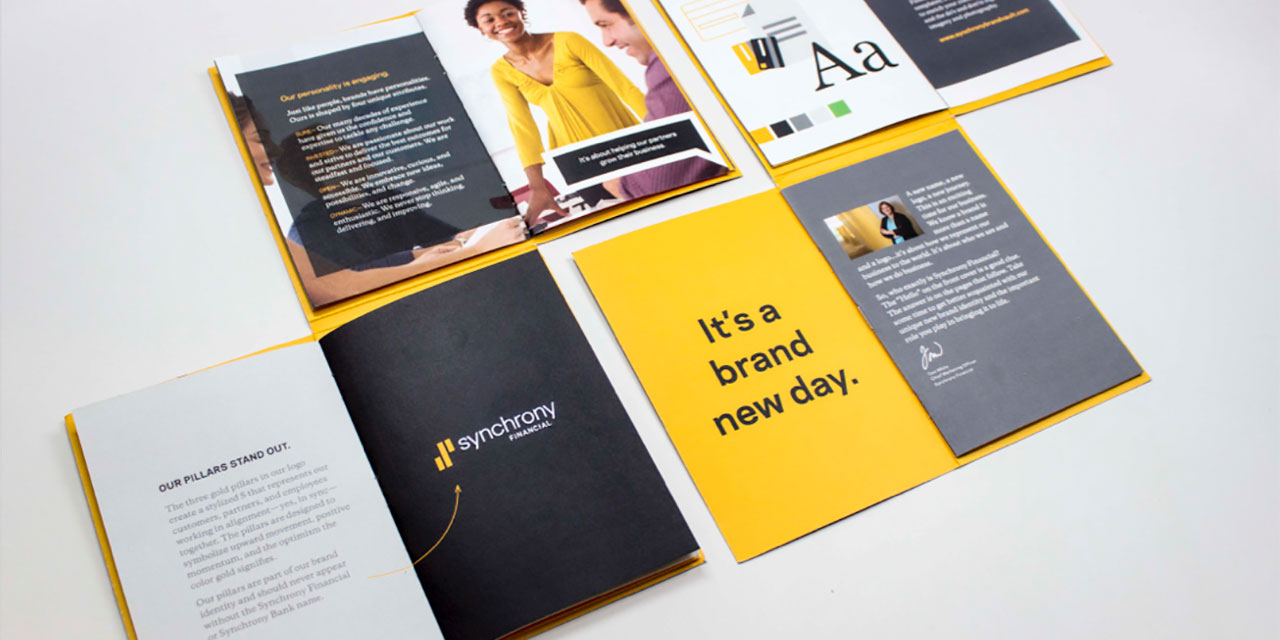 Our personality is engaging.
Just like people, brands have personalities.
Ours is shaped by four unique attributes.
SURE— Our many decades of experience
have given us the confidence and
expertise to tackle any challenge.
INVESTED— We are passionate about our work
and strive to deliver the best outcomes for
our partners and our customers. We are
steadfast and focused.
OPEN— We are innovative, curious, and
accessible. We embrace new ideas,
possibilities, and change.
DYNAMIC— We are responsive, agile, and
enthusiastic. We never stop thinking,
delivering, and improving.
It's about helping our partners
grow their business.
Aa
imagery and photography.
www.synchronybrandvault.com
OUR PILLARS STAND OUT.
The three gold pillars in our logo
create a stylized S that represents our
customers, partners, and employees
working in alignment—yes, in sync—
together. The pillars are designed to
symbolize upward movement, positive
momentum, and the optimism the
color gold signifies.
Our pillars are part of our brand
identity and should never appear
without the Synchrony Financial
or Synchrony Bank name.
synchrony
FINANCIAL
It's a
brand
new day.
A new name, a new
logo, a new journey.
This is an exciting
time for our business.
We know a brand is
more than a name
and a logo...it's about how we represent our
business to the world. It's about who we are and
how we do business.
So, who exactly is Synchrony Financial?
The "Hello" on the front cover is a good clue.
The answer is on the pages that follow. Take
some time to get better acquainted with our
unique new brand identity and the important
role you play in bringing it to life.
Toni White
Chief Marketing Officer
Synchrony Financial